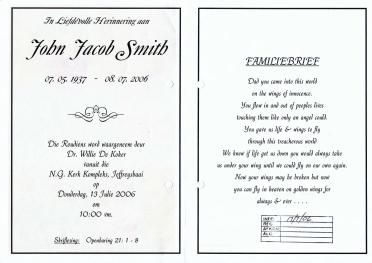 In Liefdevolle Herinnering aan
John Jacob Smith
07. 05. 1937 - 08. 07. 2006
Die Roudiens word waargeneem deur
Dr. Willie De Koker
vanuit die
N.G. Kerk Kompleks, Jeffreysbaai
op
Donderdag, 13 Julie 2006
om
10:00 vm.
Skriflesing: Openbaring 21: 1 - 8
FAMILIEBRIEF
Did you came into this world
on the wings of innocence.
You flew in and out of peoples lives
touching them like only an angel could.
You gave us life & wings to fly
through this treacherous world
We know if life get us down you would always take
us under your wing until we could fly on our own again.
Now your wings may be broken but now
you can fly in heaven on golden wings for
always & ever . . . .